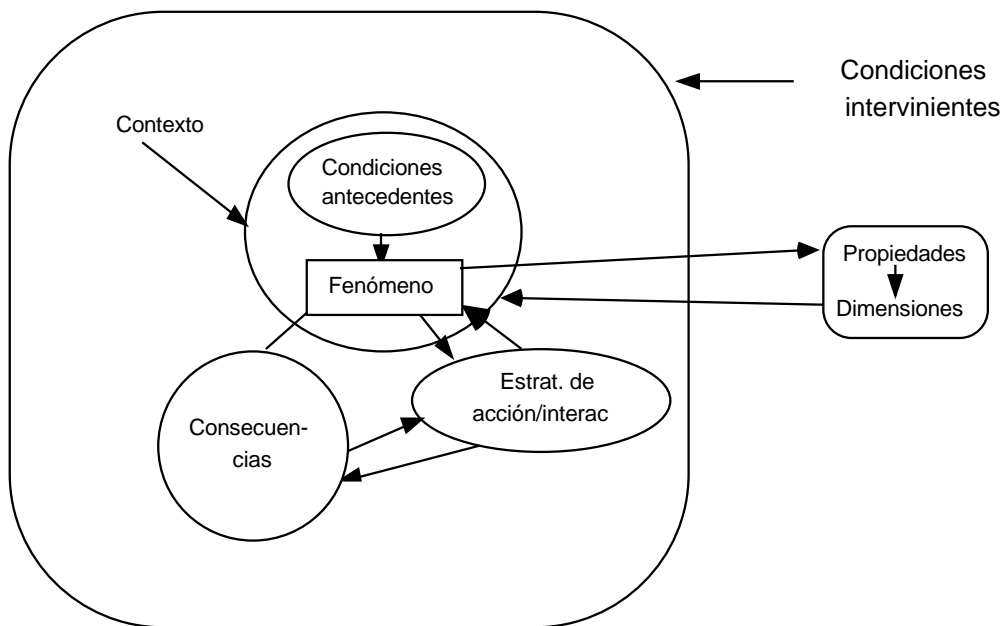 Condiciones
intervinientes
Contexto
Condiciones
antecedentes
Propiedades
Fenómeno
Dimensiones
Estrat. de
acción/interac
Consecuen-
cias